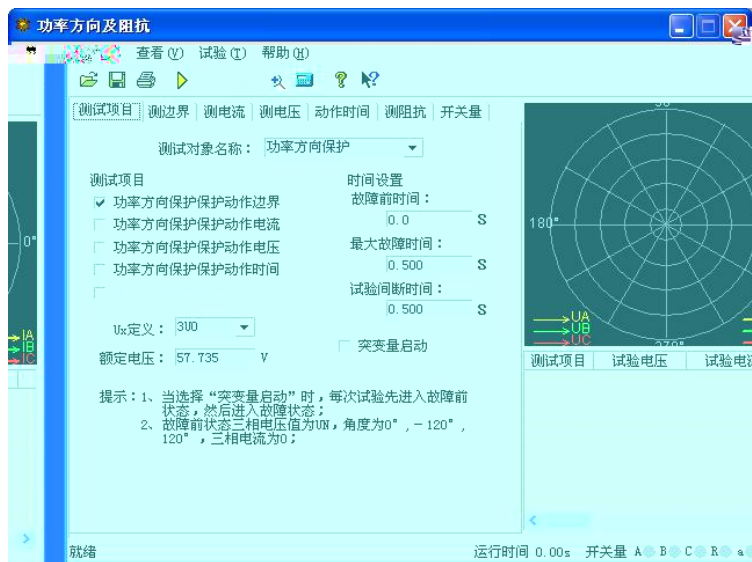 功率方向及阻抗
查看(V) 试验(T) 帮助(H)
测试项目 测边界 测电流 测电压 动作时间 测阻抗 开关量
测试对象名称: 功率方向保护
测试项目 时间设置
功率方向保护保护动作边界 故障前时间:
功率方向保护保护动作电流 0.0 S
功率方向保护保护动作电压 最大故障时间:
功率方向保护保护动作时间 0.500 S
试验间断时间:
0.500 S
Ux定义: 3U0
突变量启动
额定电压: 57.735 V
提示:1、当选择“突变量启动”时,每次试验先进入故障前
状态,然后进入故障状态;
2、故障前状态三相电压值为UN,角度为0°,-120°,
120°,三相电流为0;
0°
IA
IB
IC
180°
UA
UB
UC
270°
测试项目 试验电压 试验电
就绪 运行时间 0.00s 开关量 A B C R a